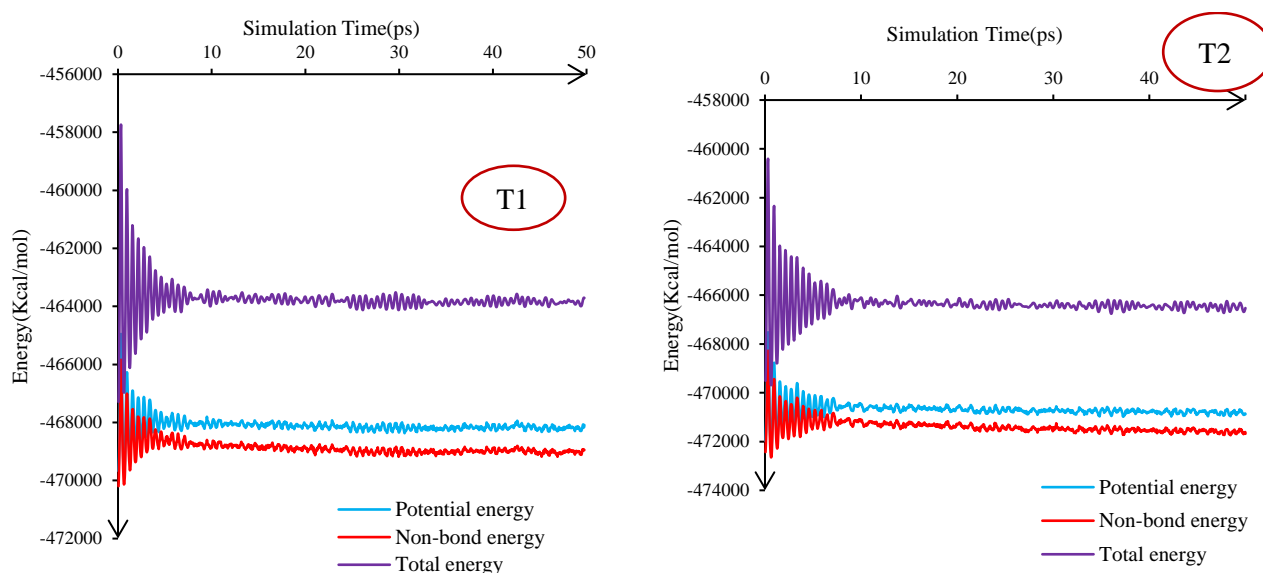 Simulation Time(ps)
0 10 20 30 40 50
-456000
-458000
-460000
-462000
-464000
-466000
-468000
-470000
-472000
Energy(Kcal/mol)
T1
Potential energy
Non-bond energy
Total energy
Simulation Time(ps)
T2
0 10 20 30 40
-458000
-460000
-462000
-464000
-466000
-468000
-470000
-472000
-474000
Energy(Kcal/mol)
Potential energy
Non-bond energy
Total energy